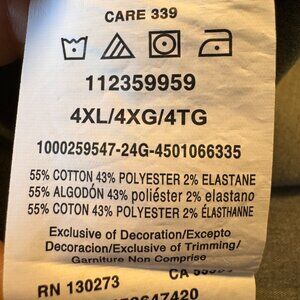 CARE 339
112359959
4XL/4XG/4TG
1000259547-24G-4501066335
55% COTTON 43% POLYESTER 2% ELASTANE
55% ALGODÓN 43% poliéster 2% elastano
55% COTON 43% POLYESTER 2% ÉLASTHANNE
Exclusive of Decoration/Excepto
Decoracion/Exclusive of Trimming/
Garniture Non Comprise
RN 130273 CA